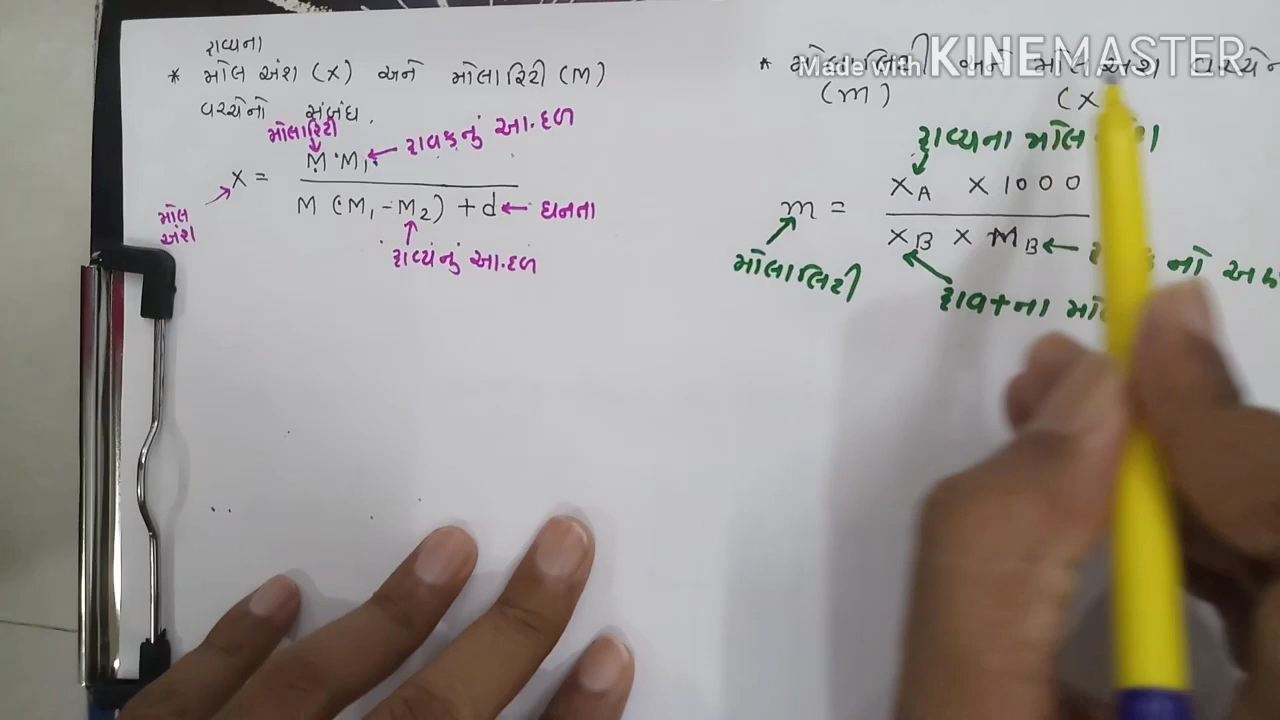 દ્રાવ્યના
* મોલ અંશ (X) અને મોલારિટી (M)
વચ્ચેનો સંબંધ.
મોલારિટી
દ્રાવકનું આ.દળ
X = M · M₁
M (M₁ - M₂) + d
ઘનતા
મોલ
અંશ
દ્રાવ્યનું આ.દળ
Made with KINEMASTER
* અને મોલ અંશ
(m) (X
દ્રાવ્યના મોલ
m = X_A × 1000
X_B × M_B
મોલાલિટી